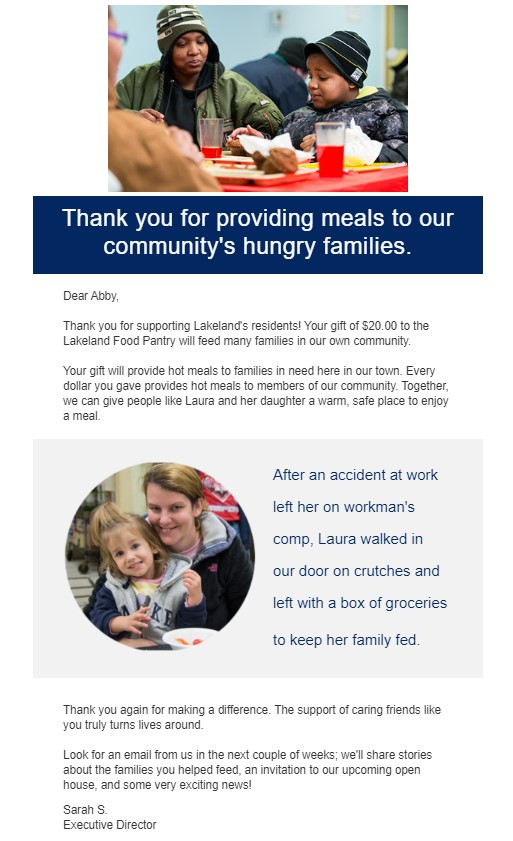 Thank you for providing meals to our
community's hungry families.
Dear Abby,
Thank you for supporting Lakeland's residents! Your gift of $20.00 to the
Lakeland Food Pantry will feed many families in our own community.
Your gift will provide hot meals to families in need here in our town. Every
dollar you gave provides hot meals to members of our community. Together,
we can give people like Laura and her daughter a warm, safe place to enjoy
a meal.
After an accident at work
left her on workman's
comp, Laura walked in
our door on crutches and
left with a box of groceries
to keep her family fed.
Thank you again for making a difference. The support of caring friends like
you truly turns lives around.
Look for an email from us in the next couple of weeks; we'll share stories
about the families you helped feed, an invitation to our upcoming open
house, and some very exciting news!
Sarah S.
Executive Director